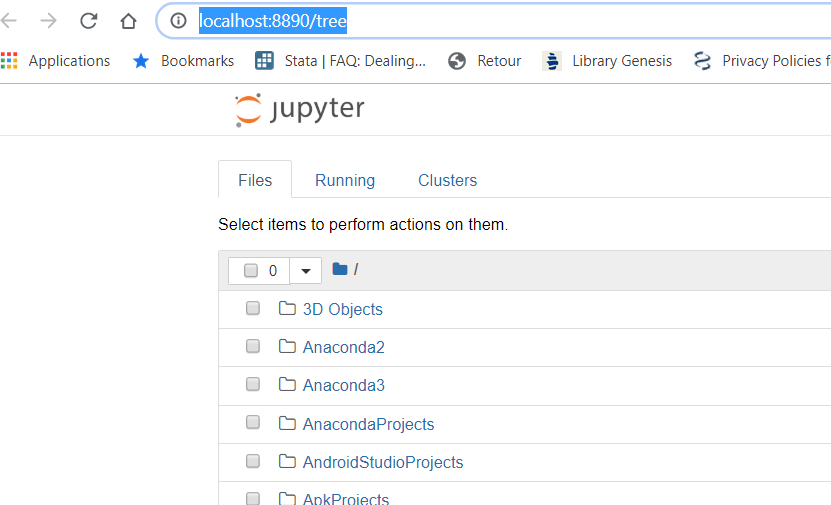 localhost:8890/tree
Applications Bookmarks Stata | FAQ: Dealing... Retour Library Genesis Privacy Policies f
jupyter
Files Running Clusters
Select items to perform actions on them.
0 /
3D Objects
Anaconda2
Anaconda3
AnacondaProjects
AndroidStudioProjects
ApkProjects